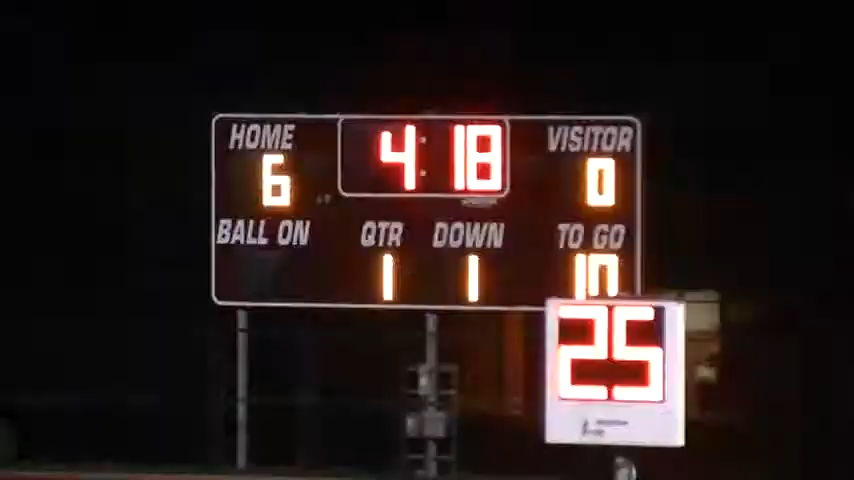 HOME 4:18 VISITOR
6 0
BALL ON QTR DOWN TO GO
1 1 10
25